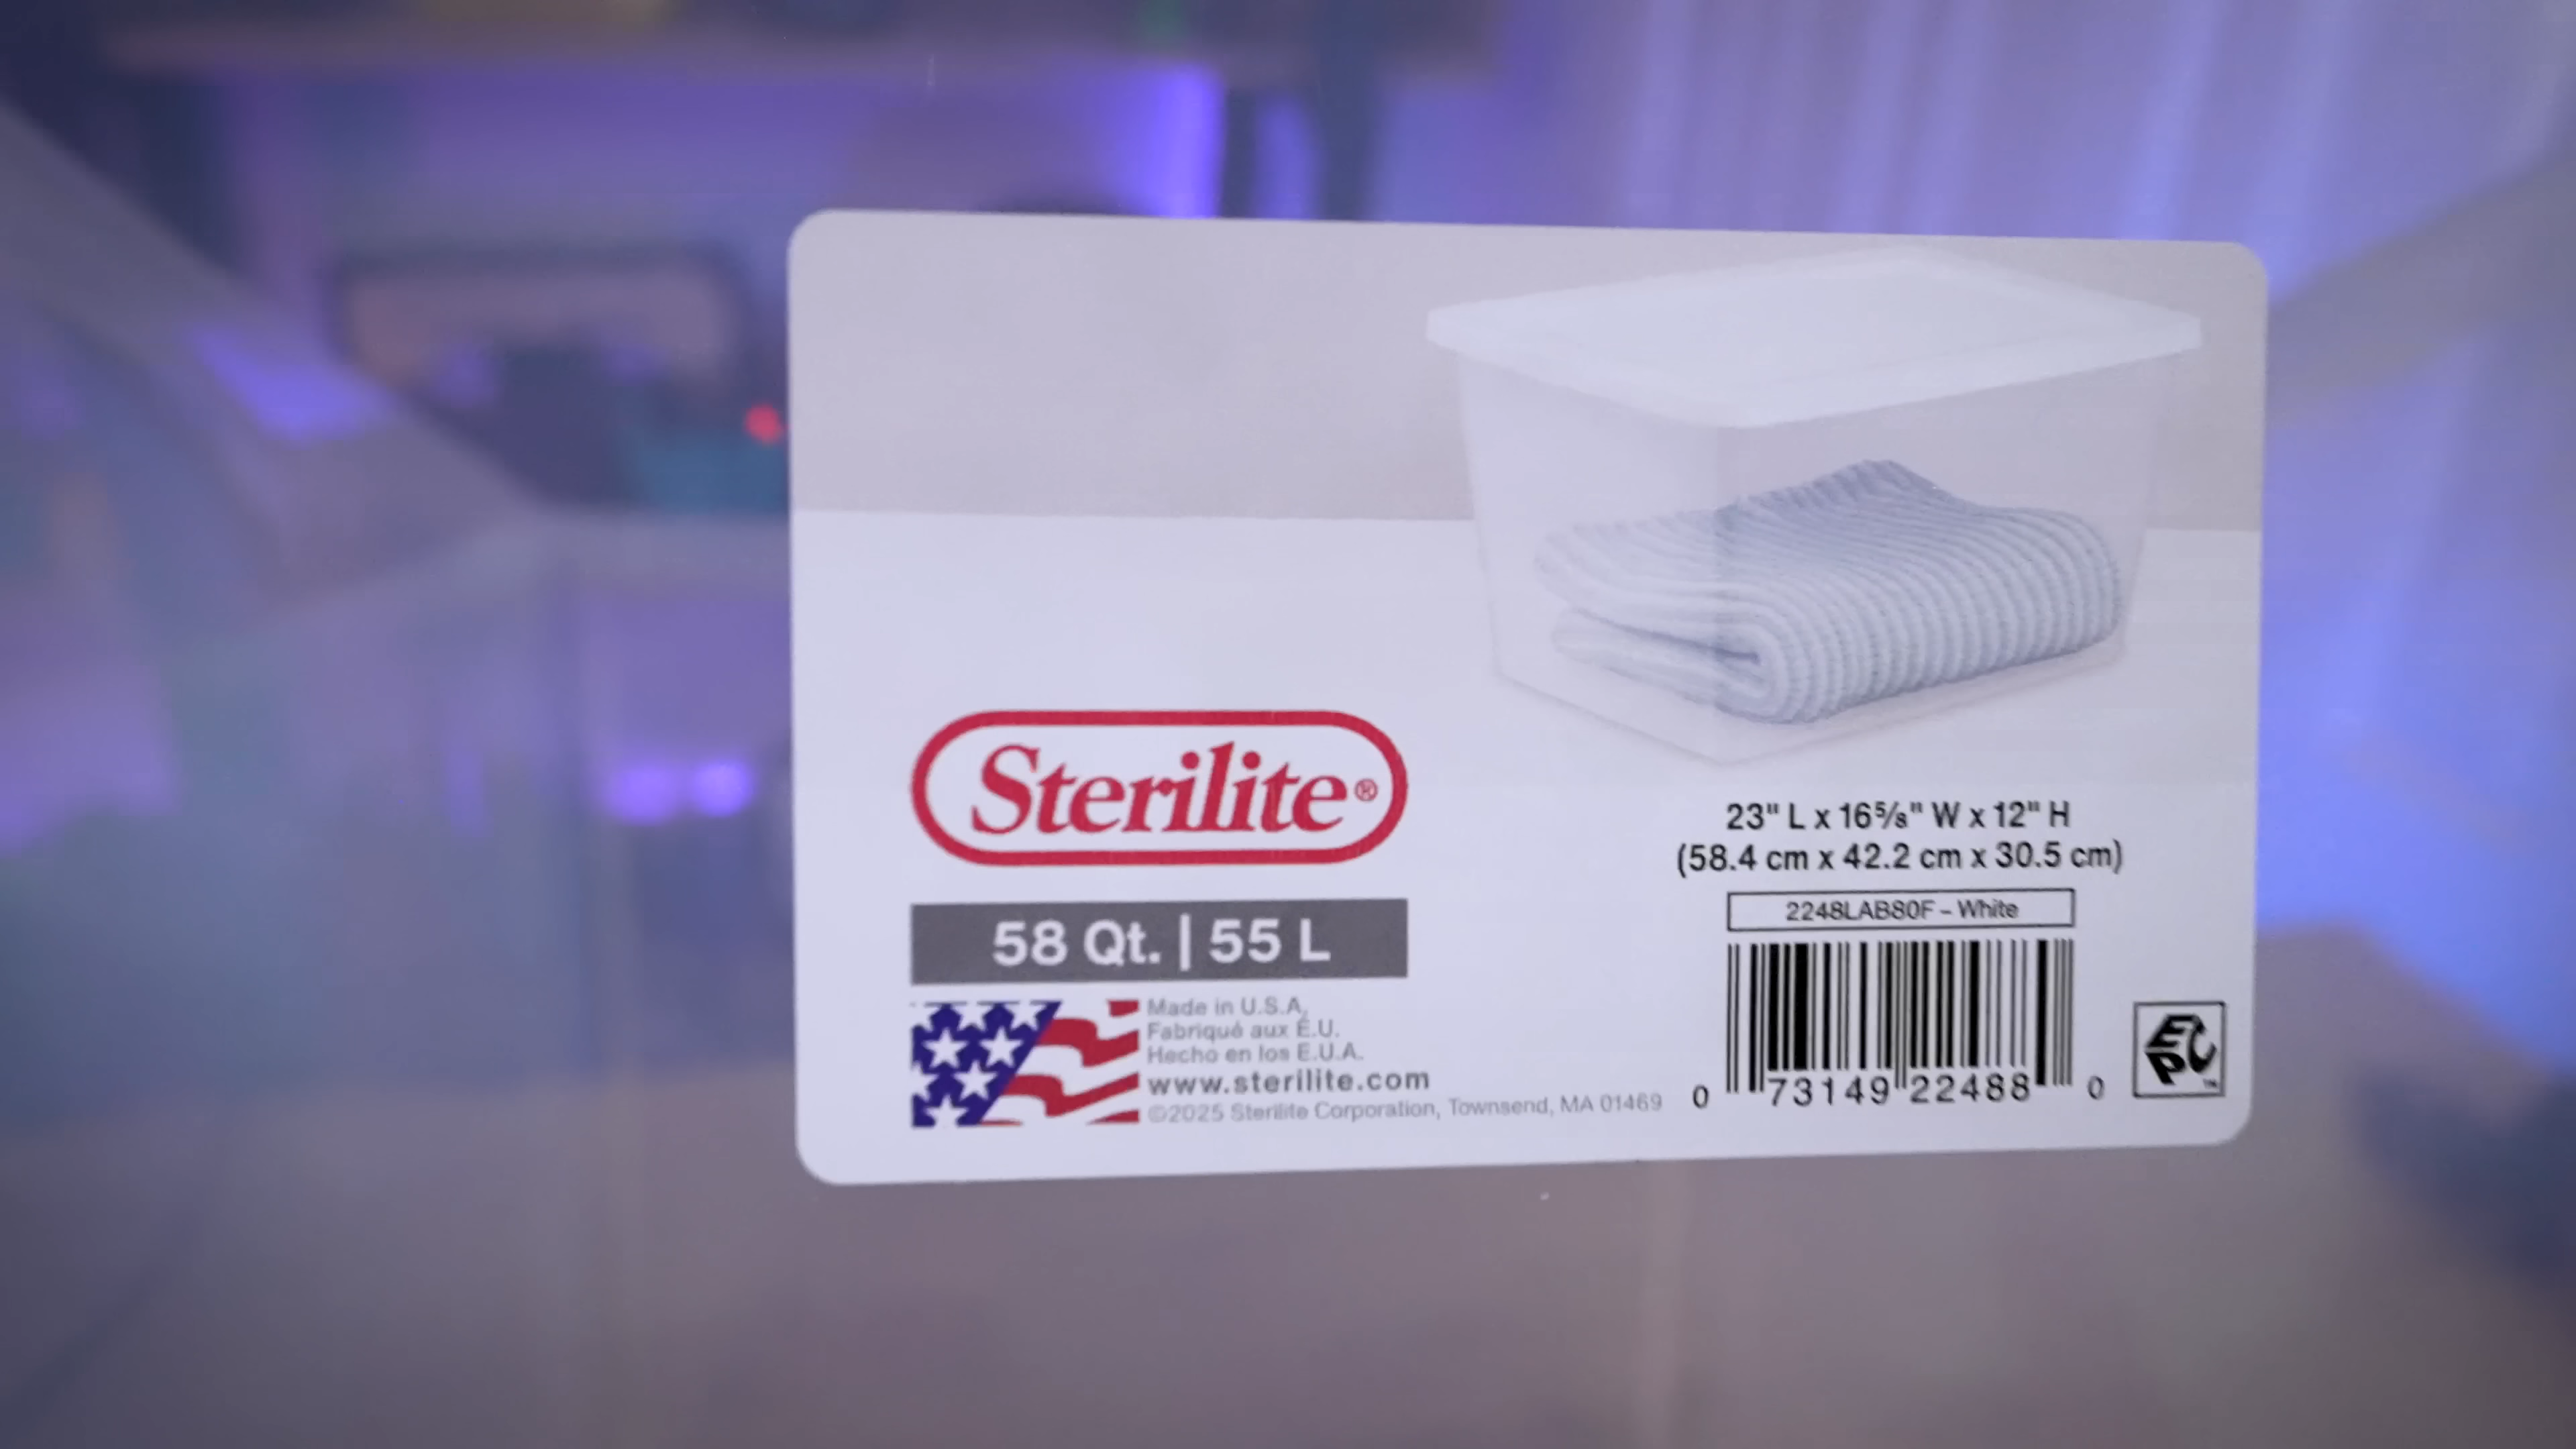 Sterilite®
58 Qt. | 55 L
Made in U.S.A.
Fabriqué aux É.U.
Hecho en los E.U.A.
www.sterilite.com
©2025 Sterilite Corporation, Townsend, MA 01469
23" L x 16⅝" W x 12" H
(58.4 cm x 42.2 cm x 30.5 cm)
2248LAB80F – White
0 73149 22488 0
EPC™